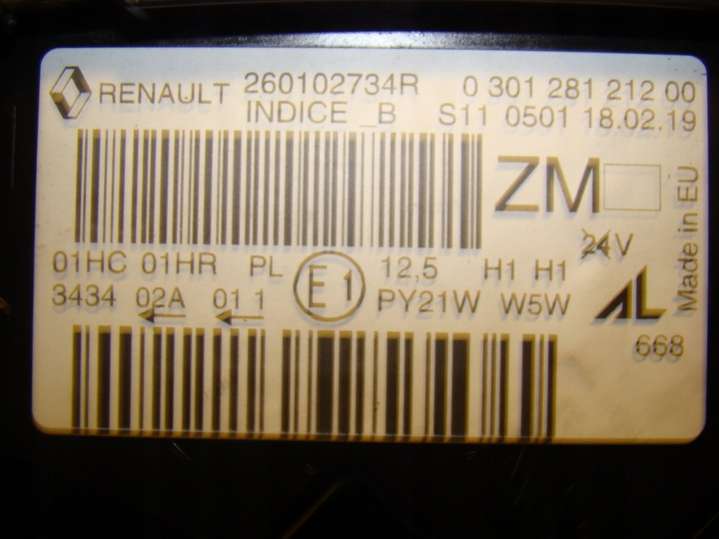 RENAULT 260102734R 0 301 281 212 00
INDICE _B S11 0501 18.02.19
ZM
24V
Made in EU
01HC 01HR PL E1 12,5 H1 H1
3434 02A 01 1 PY21W W5W AL
668